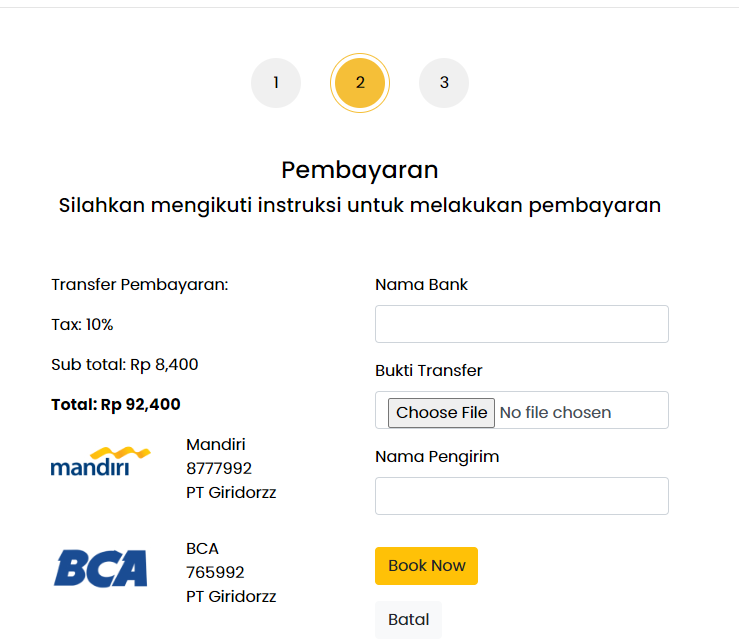 1 2 3
Pembayaran
Silahkan mengikuti instruksi untuk melakukan pembayaran
Transfer Pembayaran:
Tax: 10%
Sub total: Rp 8,400
Total: Rp 92,400
mandiri
Mandiri
8777992
PT Giridorzz
BCA
BCA
765992
PT Giridorzz
Nama Bank
Bukti Transfer
Choose File No file chosen
Nama Pengirim
Book Now
Batal